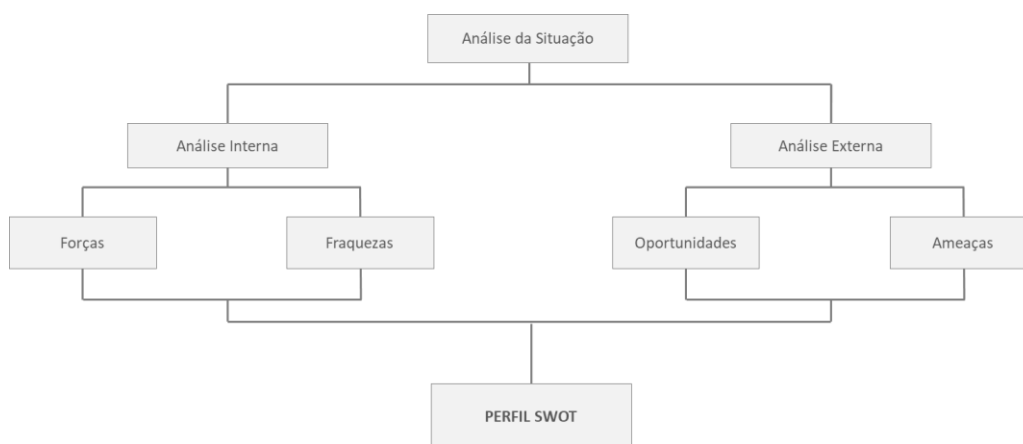 Análise da Situação
Análise Interna
Análise Externa
Forças
Fraquezas
Oportunidades
Ameaças
PERFIL SWOT